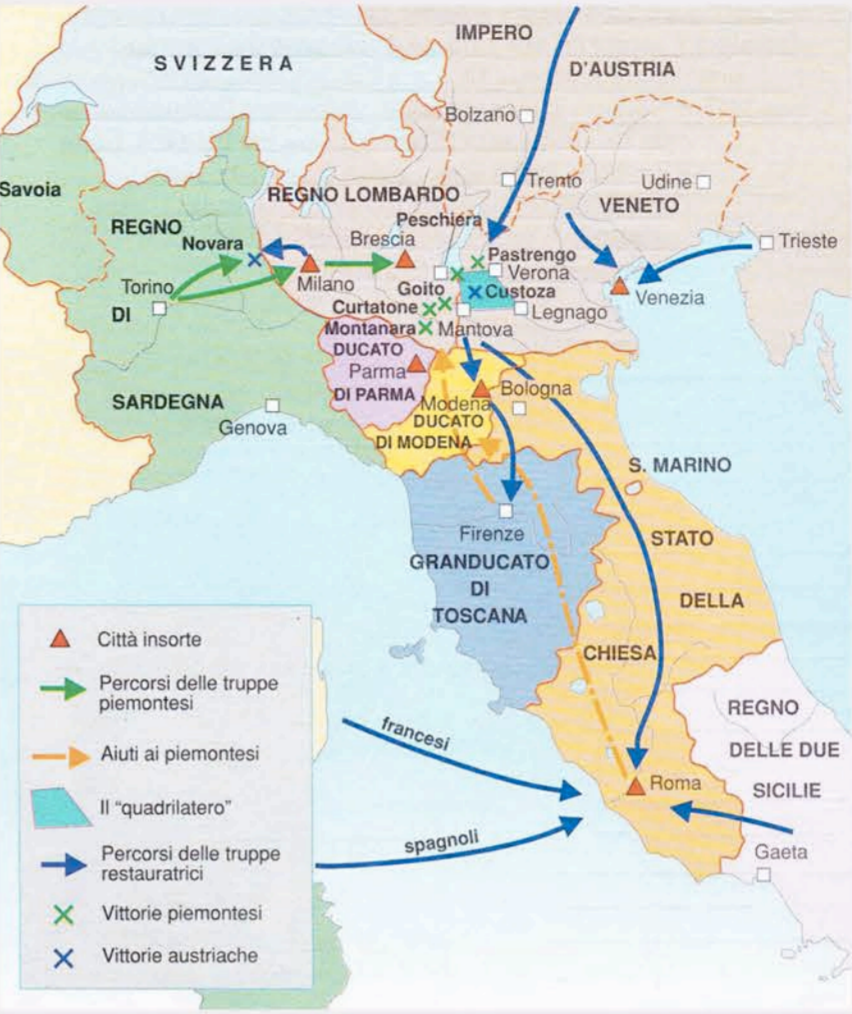 IMPERO
SVIZZERA
D'AUSTRIA
Bolzano
Trento
Udine
Savoia
REGNO LOMBARDO
VENETO
REGNO
Peschiera
Novara
Brescia
Trieste
Pastrengo
Verona
Torino
Milano
Goito
Custoza
Venezia
DI
Curtatone
Legnago
Montanara
Mantova
DUCATO
Parma
DI PARMA
Bologna
SARDEGNA
Modena
Genova
DUCATO
DI MODENA
S. MARINO
Firenze
STATO
GRANDUCATO
DI
TOSCANA
DELLA
CHIESA
Città insorte
Percorsi delle truppe
piemontesi
Aiuti ai piemontesi
Il "quadrilatero"
Percorsi delle truppe
restauratrici
Vittorie piemontesi
Vittorie austriache
francesi
spagnoli
REGNO
DELLE DUE
SICILIE
Roma
Gaeta